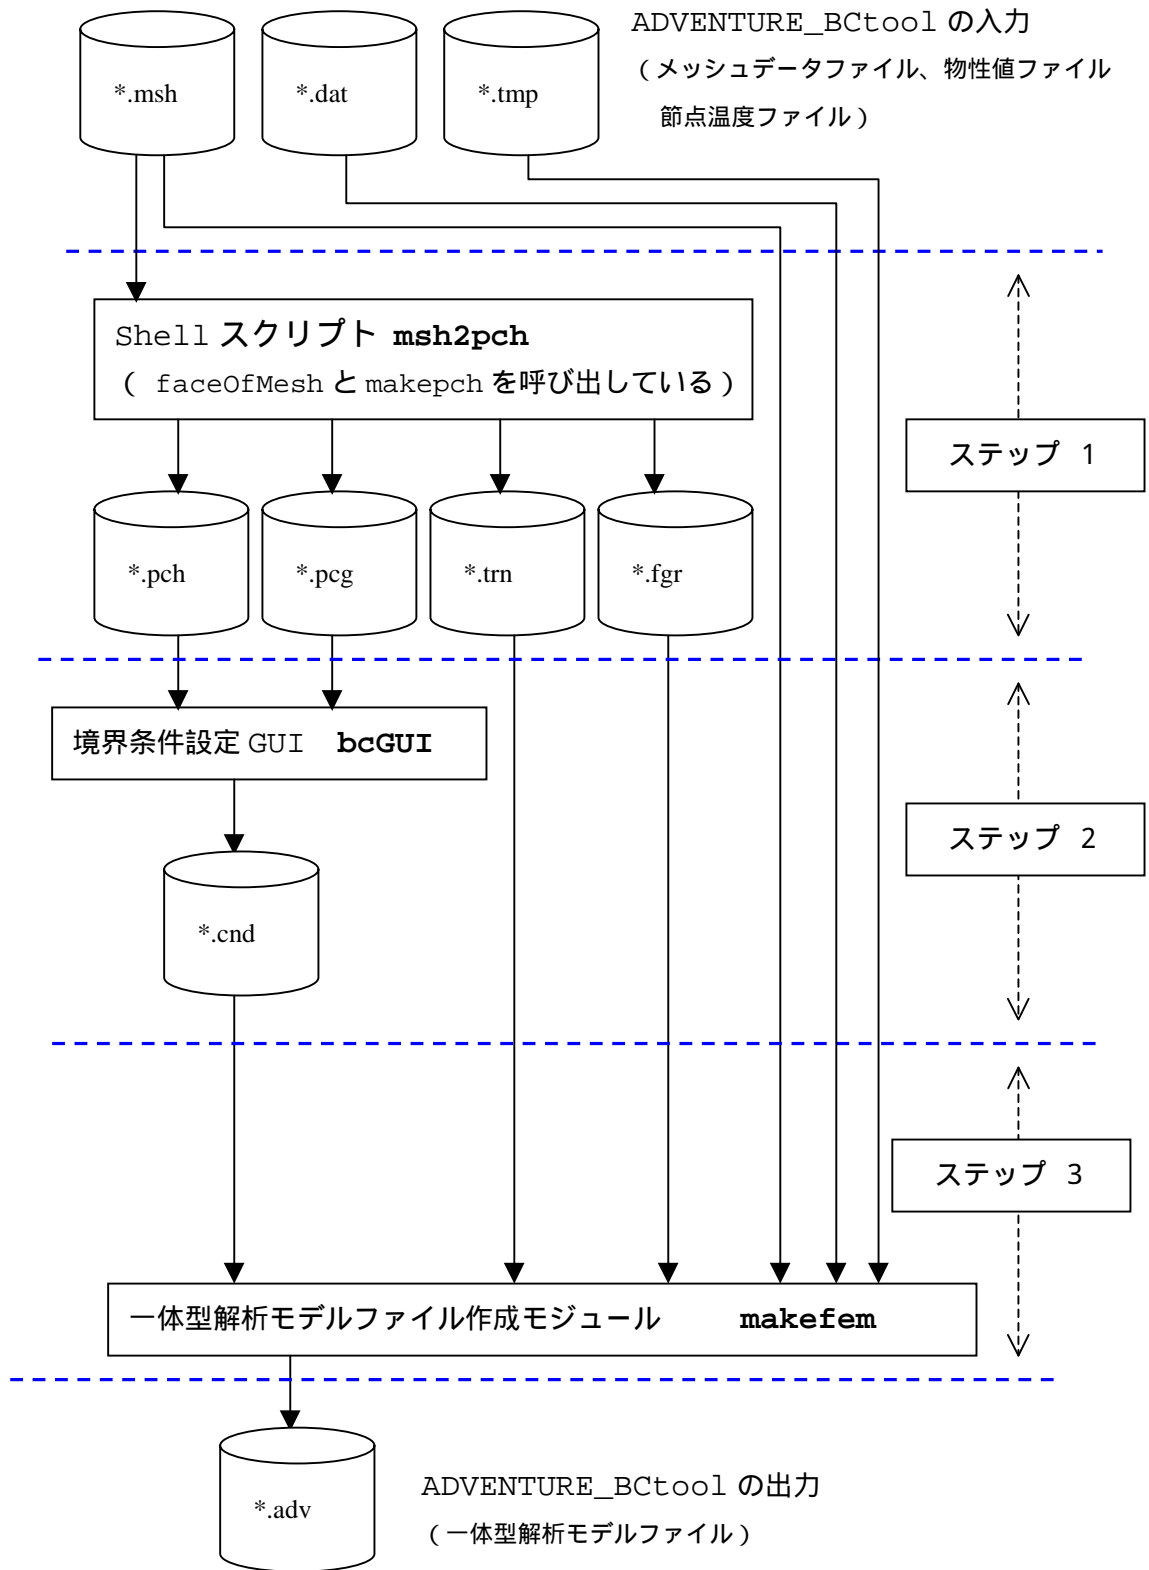 ADVENTURE_BCtool の入力
*.msh
*.dat
*.tmp
（メッシュデータファイル、物性値ファイル
節点温度ファイル）
Shell スクリプト msh2pch
（ faceOfMesh と makepch を呼び出している）
ステップ 1
*.pch
*.pcg
*.trn
*.fgr
境界条件設定 GUI bcGUI
ステップ 2
*.cnd
ステップ 3
一体型解析モデルファイル作成モジュール makefem
ADVENTURE_BCtool の出力
*.adv
（一体型解析モデルファイル）